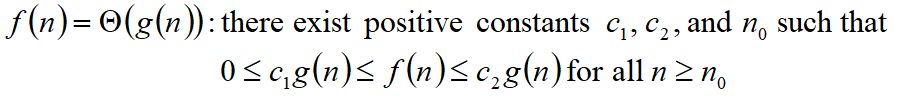 f(n) = Θ(g(n)): there exist positive constants c₁, c₂, and n₀ such that
0 ≤ c₁g(n) ≤ f(n) ≤ c₂g(n) for all n ≥ n₀